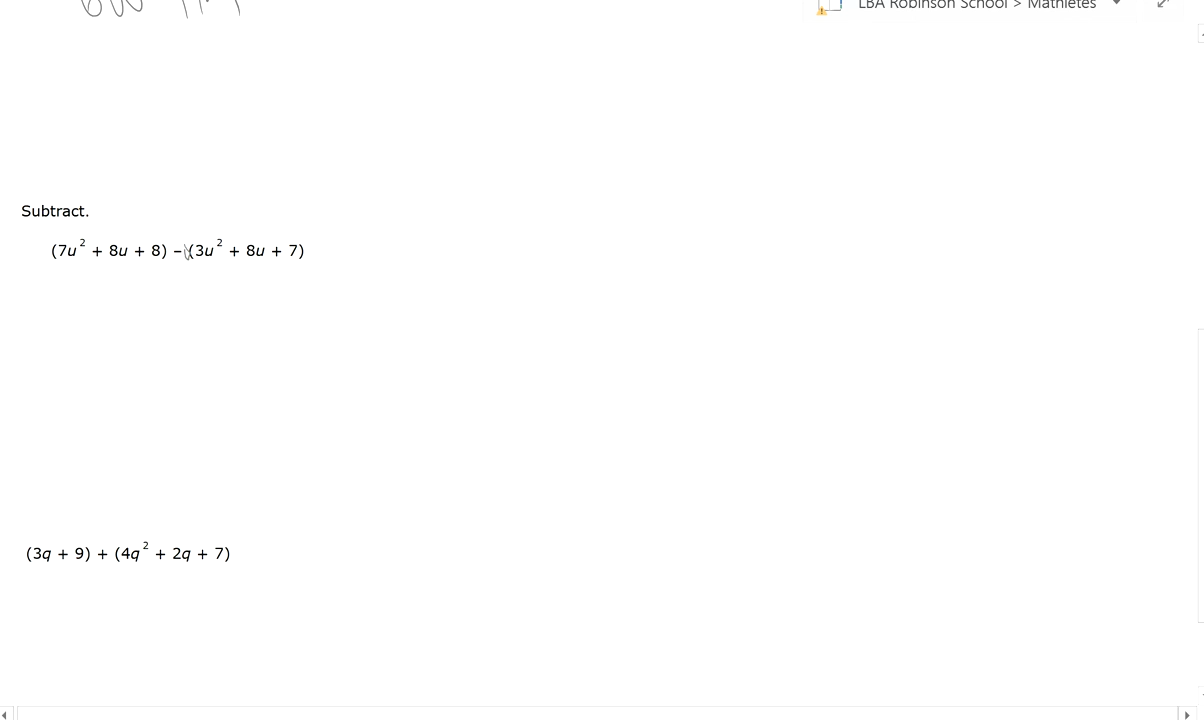 LBA Robinson School > Mathletes
Subtract.
(7u² + 8u + 8) – (3u² + 8u + 7)
(3q + 9) + (4q² + 2q + 7)